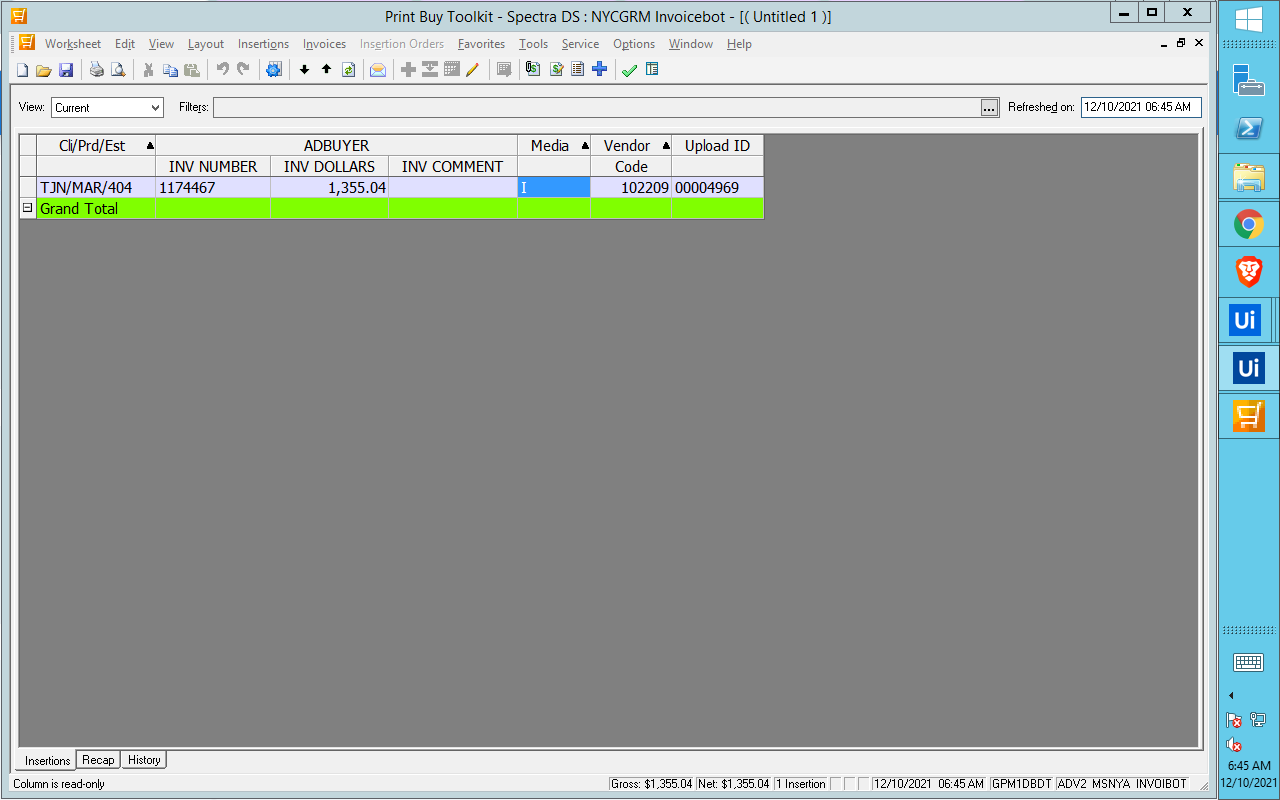 Print Buy Toolkit - Spectra DS : NYCGRM Invoicebot - [( Untitled 1 )]
Worksheet Edit View Layout Insertions Invoices Insertion Orders Favorites Tools Service Options Window Help
View: Current Filters: ... Refreshed on: 12/10/2021 06:45 AM
Cli/Prd/Est ADBUYER Media Vendor Upload ID
INV NUMBER INV DOLLARS INV COMMENT Code
TJN/MAR/404 1174467 1,355.04 I 102209 00004969
Grand Total
Ui
Ui
Insertions Recap History
6:45 AM
Column is read-only Gross: $1,355.04 Net: $1,355.04 1 Insertion 12/10/2021 06:45 AM GPM1DBDT ADV2 MSNYA INVOIBOT
12/10/2021